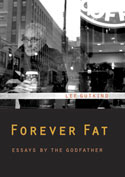 LEE GUTKIND
FOREVER FAT
ESSAYS BY THE GODFATHER